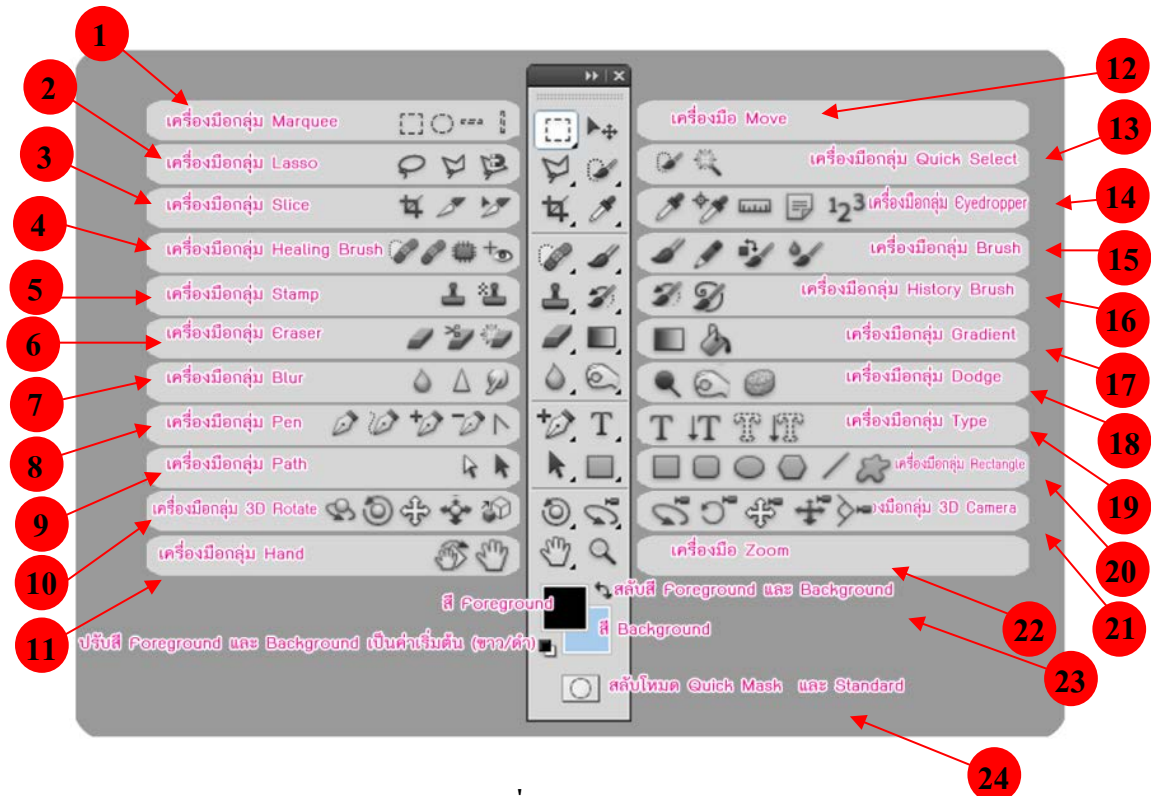 1
2
3
4
5
6
7
8
9
10
11
เครื่องมือกลุ่ม Marquee
เครื่องมือกลุ่ม Lasso
เครื่องมือกลุ่ม Slice
เครื่องมือกลุ่ม Healing Brush
เครื่องมือกลุ่ม Stamp
เครื่องมือกลุ่ม Eraser
เครื่องมือกลุ่ม Blur
เครื่องมือกลุ่ม Pen
เครื่องมือกลุ่ม Path
เครื่องมือกลุ่ม 3D Rotate
เครื่องมือกลุ่ม Hand
สี Foreground
ปรับสี Foreground และ Background เป็นค่าเริ่มต้น (ขาว/ดำ)
เครื่องมือ Move
เครื่องมือกลุ่ม Quick Select
123 เครื่องมือกลุ่ม Eyedropper
เครื่องมือกลุ่ม Brush
เครื่องมือกลุ่ม History Brush
เครื่องมือกลุ่ม Gradient
เครื่องมือกลุ่ม Dodge
T T T T เครื่องมือกลุ่ม Type
เครื่องมือกลุ่ม Rectangle
งมือกลุ่ม 3D Camera
เครื่องมือ Zoom
สลับสี Foreground และ Background
สี Background
สลับโหมด Quick Mask และ Standard
T
12
13
14
15
16
17
18
19
20
21
22
23
24